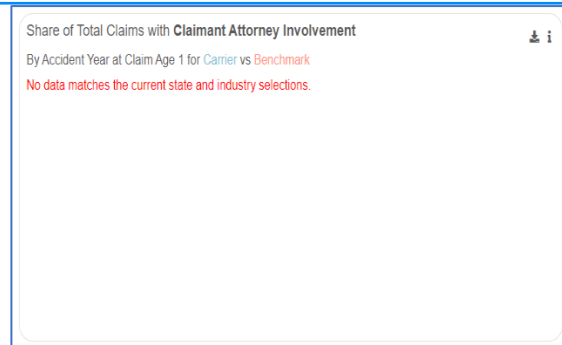 Share of Total Claims with Claimant Attorney Involvement
By Accident Year at Claim Age 1 for Carrier vs Benchmark
No data matches the current state and industry selections.